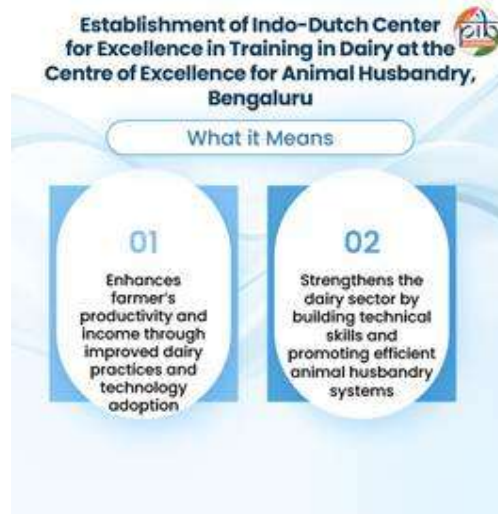 Establishment of Indo-Dutch Center
for Excellence in Training in Dairy at the
Centre of Excellence for Animal Husbandry,
Bengaluru
pib
What it Means
01
Enhances
farmer's
productivity and
income through
improved dairy
practices and
technology
adoption
02
Strengthens the
dairy sector by
building technical
skills and
promoting efficient
animal husbandry
systems